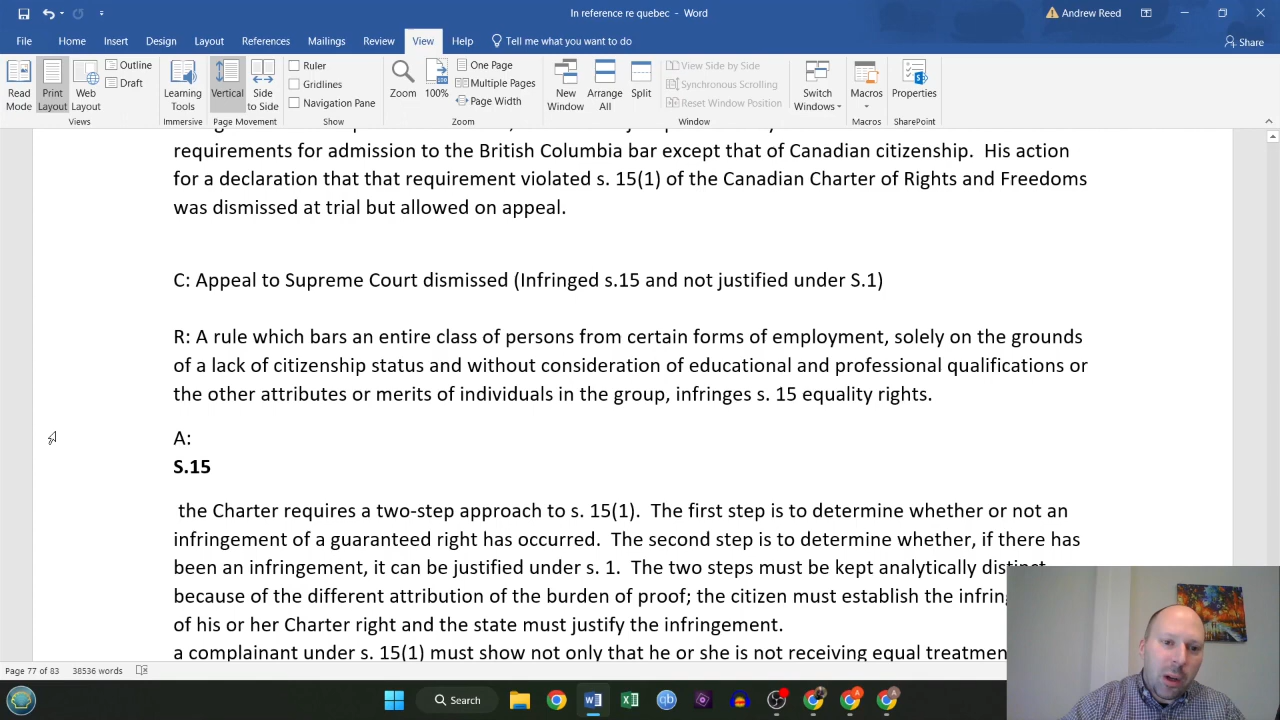 In reference re quebec - Word
Andrew Reed
File Home Insert Design Layout References Mailings Review View Help Tell me what you want to do Share
Read Mode
Print Layout
Web Layout
Outline
Draft
Views
Learning Tools
Immersive
Vertical
Side to Side
Page Movement
Ruler
Gridlines
Navigation Pane
Show
Zoom
100%
One Page
Multiple Pages
Page Width
Zoom
New Window
Arrange All
Split
View Side by Side
Synchronous Scrolling
Reset Window Position
Window
Switch Windows
Macros
Macros
Properties
SharePoint
requirements for admission to the British Columbia bar except that of Canadian citizenship. His action
for a declaration that that requirement violated s. 15(1) of the Canadian Charter of Rights and Freedoms
was dismissed at trial but allowed on appeal.
C: Appeal to Supreme Court dismissed (Infringed s.15 and not justified under S.1)
R: A rule which bars an entire class of persons from certain forms of employment, solely on the grounds
of a lack of citizenship status and without consideration of educational and professional qualifications or
the other attributes or merits of individuals in the group, infringes s. 15 equality rights.
A:
S.15
the Charter requires a two-step approach to s. 15(1). The first step is to determine whether or not an
infringement of a guaranteed right has occurred. The second step is to determine whether, if there has
been an infringement, it can be justified under s. 1. The two steps must be kept analytically distinct
because of the different attribution of the burden of proof; the citizen must establish the
of his or her Charter right and the state must justify the infringement.
a complainant under s. 15(1) must show not only that he or she is not receiving equal
Page 77 of 83 38536 words
Search